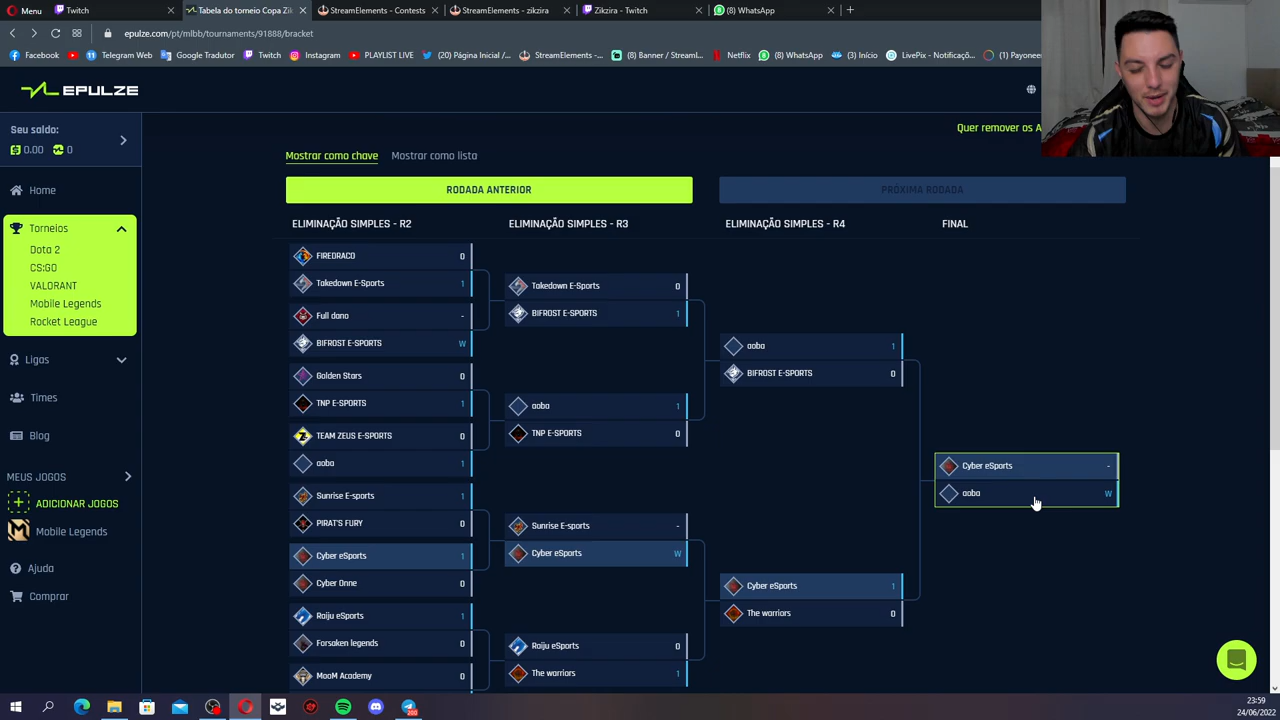 Menu
Twitch
Tabela do torneio Copa Zik
StreamElements - Contests
StreamElements - zikzira
Zikzira - Twitch
(8) WhatsApp
epulze.com/pt/mlbb/tournaments/91888/bracket
Facebook
YouTube
Telegram Web
Google Tradutor
Twitch
Instagram
PLAYLIST LIVE
(20) Página Inicial /...
StreamElements -...
(8) Banner / Streaml...
Netflix
(8) WhatsApp
(3) Início
LivePix - Notificaçõ...
(1) Payoneer
EPULZE
Seu saldo:
0.00
0
Home
Torneios
Dota 2
CS:GO
VALORANT
Mobile Legends
Rocket League
Ligas
Times
Blog
MEUS JOGOS
ADICIONAR JOGOS
Mobile Legends
Ajuda
Comprar
Quer remover os A
Mostrar como chave
Mostrar como lista
RODADA ANTERIOR
PRÓXIMA RODADA
ELIMINAÇÃO SIMPLES - R2
ELIMINAÇÃO SIMPLES - R3
ELIMINAÇÃO SIMPLES - R4
FINAL
FIREDRACO 0
Takedown E-Sports 1
Full dano -
BIFROST E-SPORTS W
Golden Stars 0
TNP E-SPORTS 1
TEAM ZEUS E-SPORTS 0
aoba 1
Sunrise E-sports 1
PIRAT'S FURY 0
Cyber eSports 1
Cyber Onne 0
Raiju eSports 1
Forsaken legends 0
MooM Academy 0
Takedown E-Sports 0
BIFROST E-SPORTS 1
aoba 1
TNP E-SPORTS 0
Sunrise E-sports -
Cyber eSports W
Raiju eSports 0
The warriors 1
aoba 1
BIFROST E-SPORTS 0
Cyber eSports 1
The warriors 0
Cyber eSports -
aoba W
23:59
24/06/2022